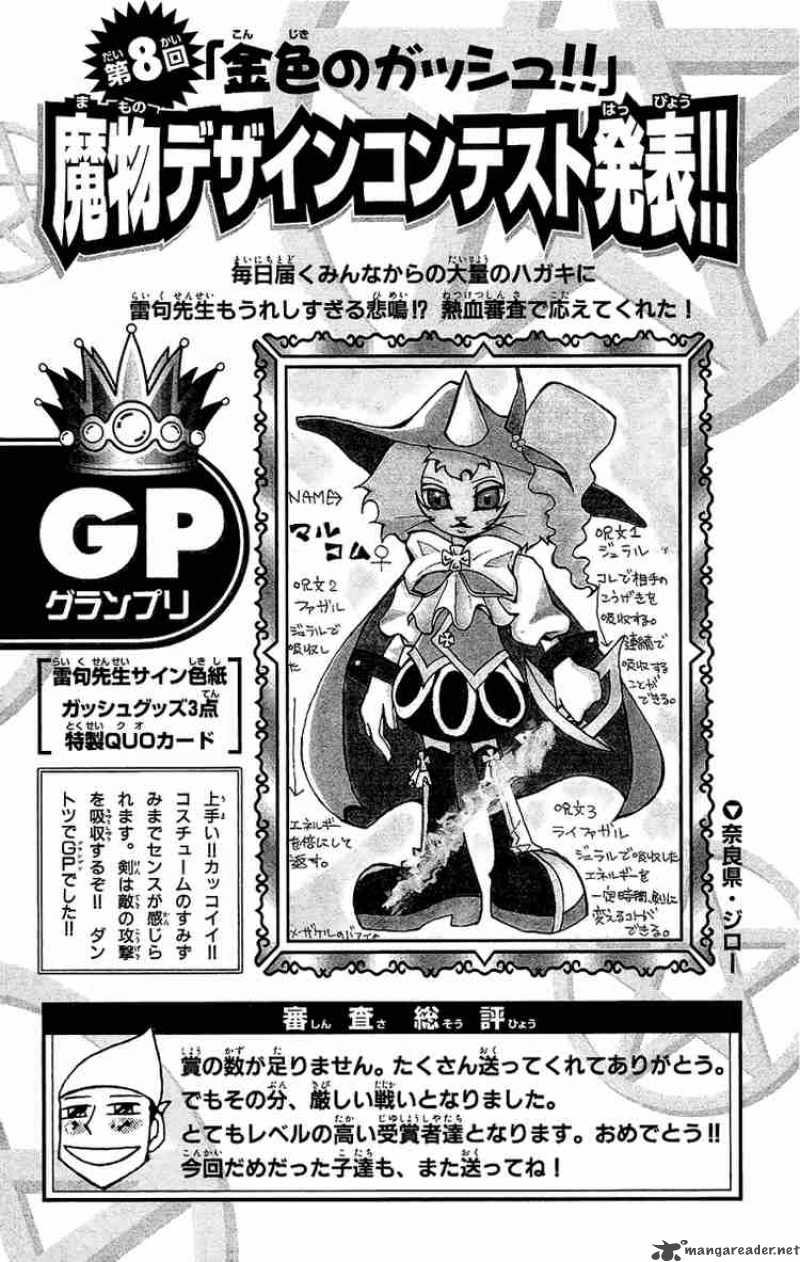 第8回
「金色のガッシュ!!」
魔物デザインコンテスト発表!!
毎日届くみんなからの大量のハガキに
雷句先生もうれしすぎる悲鳴!? 熱血審査で応えてくれた！
GP
グランプリ
雷句先生サイン色紙
ガッシュグッズ3点
特製QUOカード
上手い!!カッコイイ!!
コスチュームのすみず
みまでセンスが感じら
れます。剣は敵の攻撃
を吸収するぞ!! ダン
トツでGPでした!!
NAME→
マルコム♀
呪文1
ジュラル
コレで相手の
こうげきを
吸収する。
連続で
吸収する
ことが
できる。
呪文2
ファガル
ジュラルで
吸収し
た
エネルギー
を倍にして
返す。
呪文3
ライファガル
ジュラルで吸収した
エネルギーを
一定時間、剣に
変えるコトが
できる。
▼奈良県・ジロー
審査総評
賞の数が足りません。たくさん送ってくれてありがとう。
でもその分、厳しい戦いとなりました。
とてもレベルの高い受賞者達となります。おめでとう!!
今回だめだった子達も、また送ってね！
mangareader.net